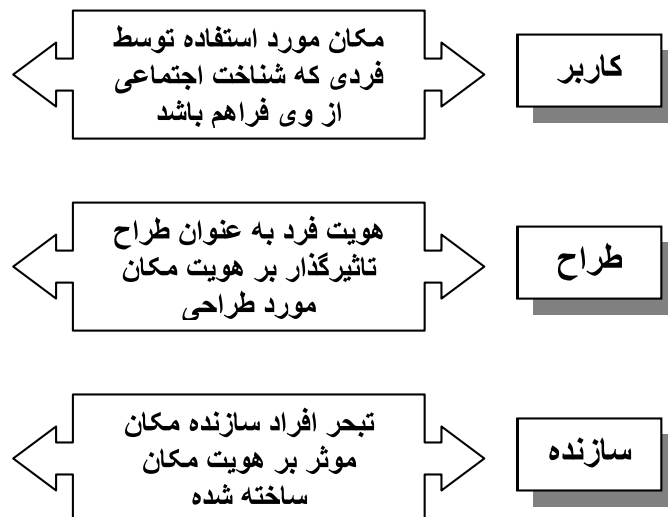 کاربر
مکان مورد استفاده توسط
فردی که شناخت اجتماعی
از وی فراهم باشد
طراح
هویت فرد به عنوان طراح
تاثیرگذار بر هویت مکان
مورد طراحی
سازنده
تبحر افراد سازنده مکان
موثر بر هویت مکان
ساخته شده